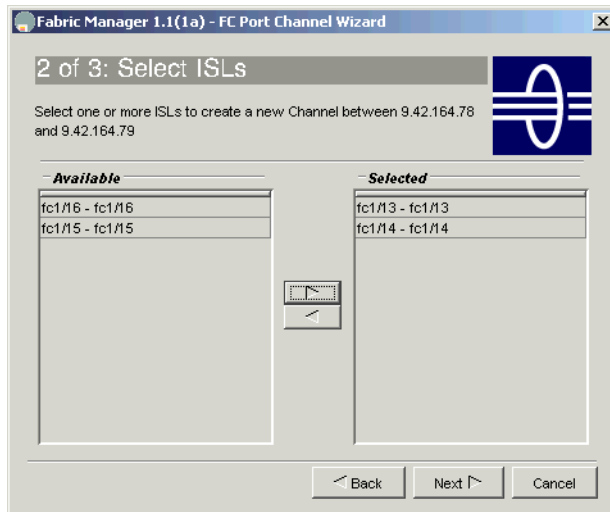 Fabric Manager 1.1(1a) - FC Port Channel Wizard
2 of 3: Select ISLs
Select one or more ISLs to create a new Channel between 9.42.164.78
and 9.42.164.79
Available
Selected
fc1/16 - fc1/16
fc1/15 - fc1/15
fc1/13 - fc1/13
fc1/14 - fc1/14
Back
Next
Cancel